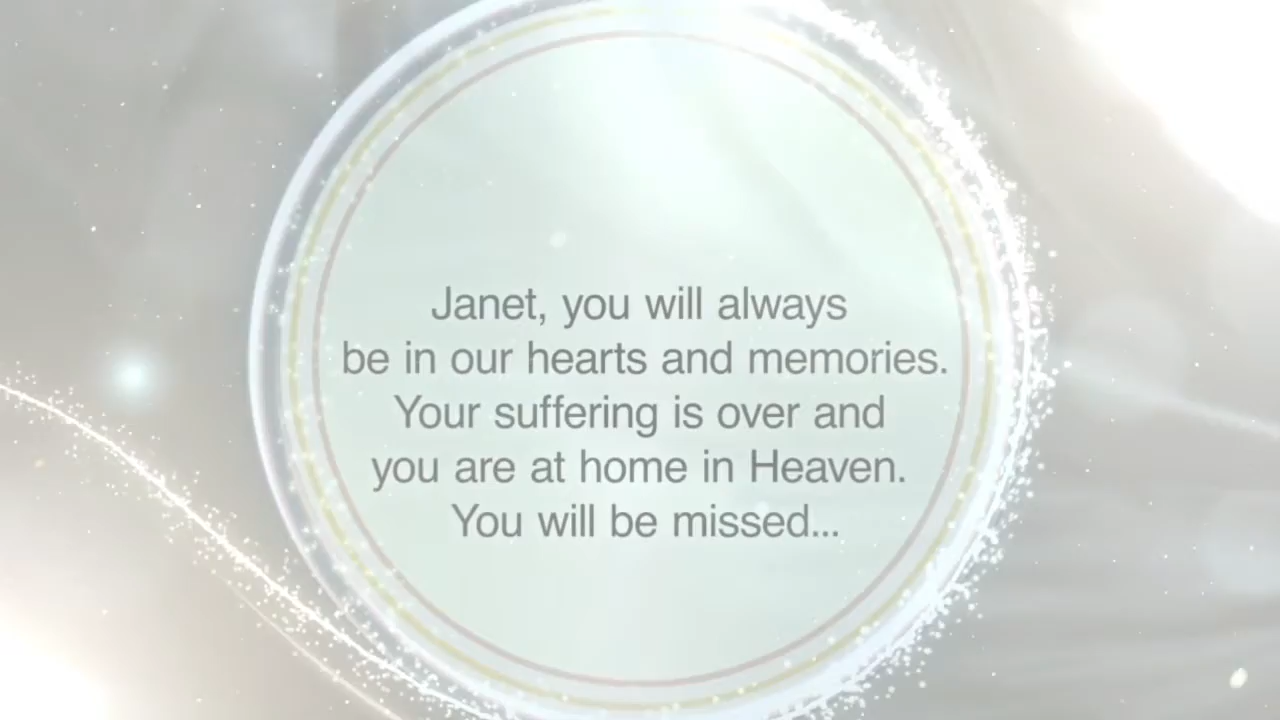 Janet, you will always
be in our hearts and memories.
Your suffering is over and
you are at home in Heaven.
You will be missed...